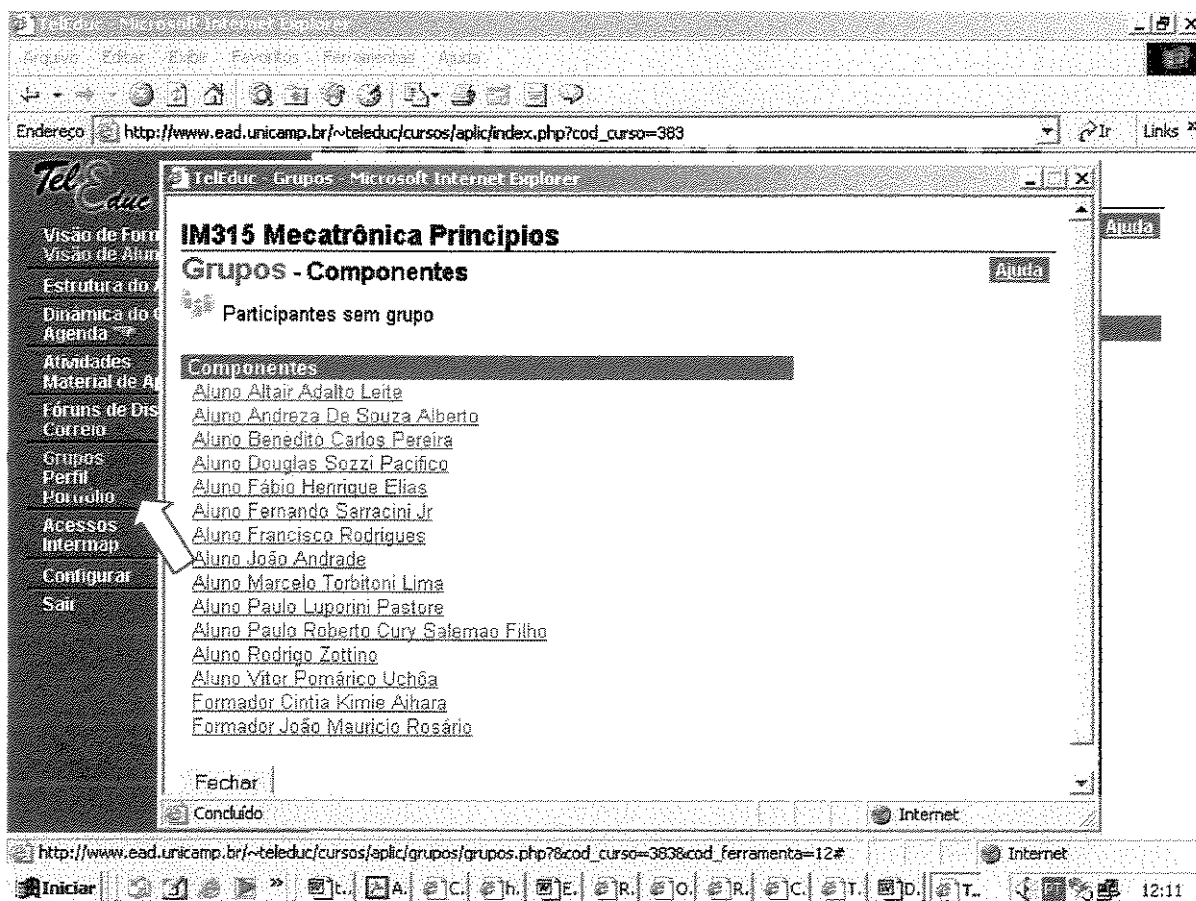 TelEduc - Microsoft Internet Explorer
Arquivo Editar Exibir Favoritos Ferramentas Ajuda
Endereço http://www.ead.unicamp.br/~teleduc/cursos/aplic/index.php?cod_curso=383 Ir Links »
TelEduc
TelEduc - Grupos - Microsoft Internet Explorer
Visão de Form
Visão de Alun
Estrutura do A
Dinâmica do C
Agenda
Atividades
Material de Ap
Fóruns de Dis
Correio
Grupos
Perfil
Portfólio
Acessos
Intermap
Configurar
Sair
IM315 Mecatrônica Principios
Grupos - Componentes
Ajuda
Ajuda
Participantes sem grupo
Componentes
Aluno Altair Adalto Leite
Aluno Andreza De Souza Alberto
Aluno Benedito Carlos Pereira
Aluno Douglas Sozzi Pacifico
Aluno Fábio Henrique Elias
Aluno Fernando Sarracini Jr
Aluno Francisco Rodrigues
Aluno João Andrade
Aluno Marcelo Torbitoni Lima
Aluno Paulo Luporini Pastore
Aluno Paulo Roberto Cury Salemao Filho
Aluno Rodrigo Zottino
Aluno Vitor Pomárico Uchôa
Formador Cintia Kimie Aihara
Formador João Mauricio Rosário
Fechar
Concluído Internet
http://www.ead.unicamp.br/~teleduc/cursos/aplic/grupos/grupos.php?&cod_curso=383&cod_ferramenta=12# Internet
Iniciar » t... A... C... h... E... R... O... R... C... T... D... T... 12:11